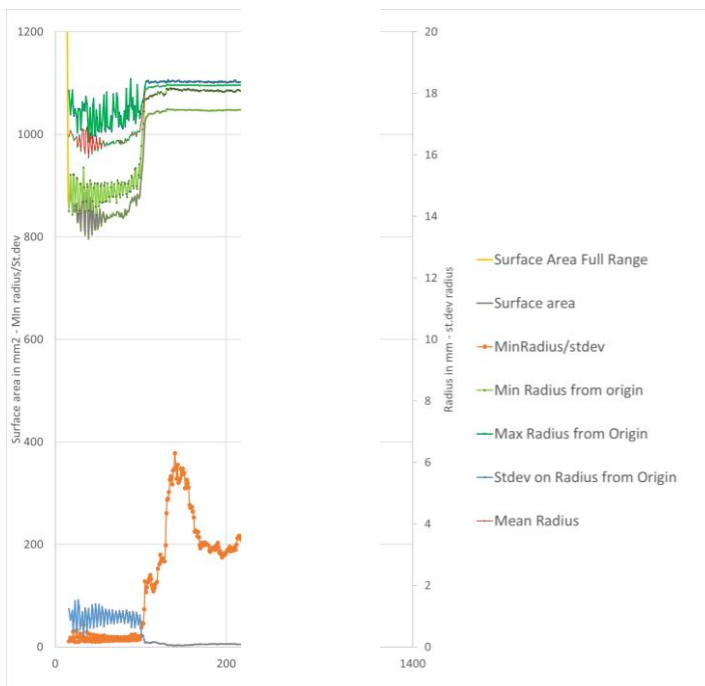 1200
1000
800
600
400
200
0
Surface area in mm2 - MIn radius/St.dev
0
200
1400
20
18
16
14
12
10
8
6
4
2
0
Radius in mm - st.dev radius
Surface Area Full Range
Surface area
MinRadius/stdev
Min Radius from origin
Max Radius from Origin
Stdev on Radius from Origin
Mean Radius